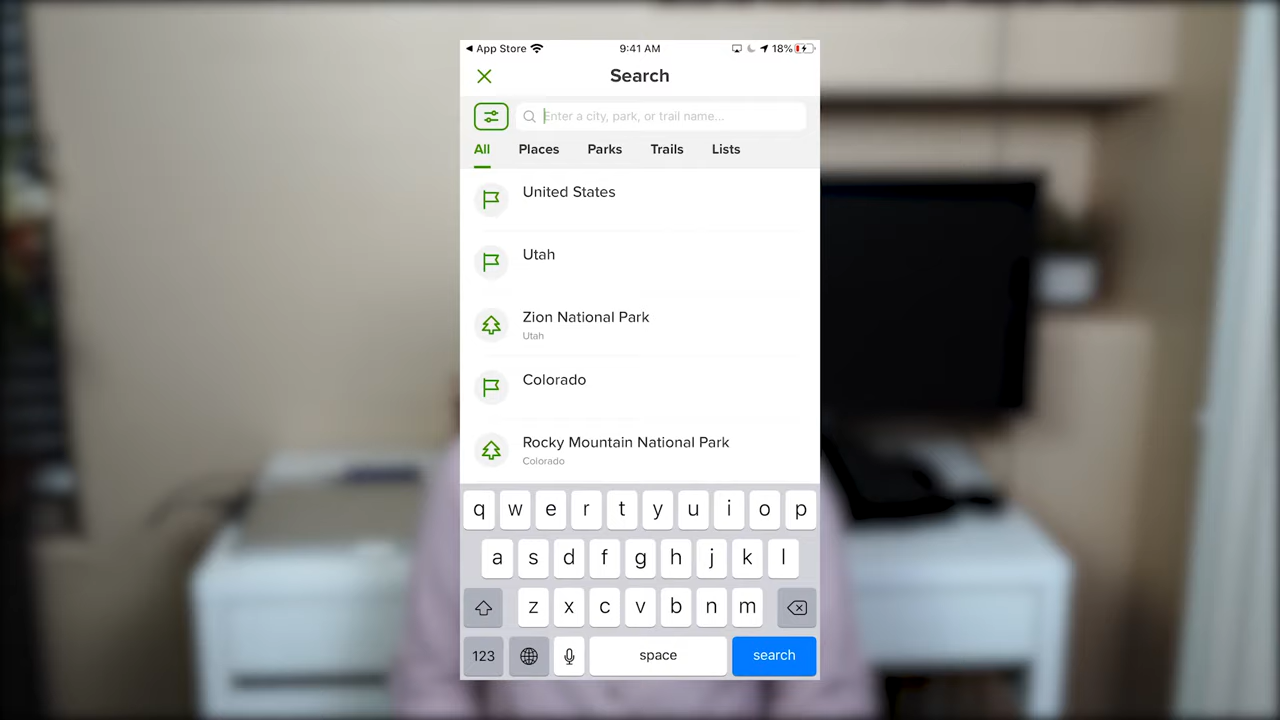 App Store
9:41 AM
18%
Search
Enter a city, park, or trail name...
All Places Parks Trails Lists
United States
Utah
Zion National Park
Utah
Colorado
Rocky Mountain National Park
Colorado
q w e r t y u i o p
a s d f g h j k l
z x c v b n m
123 space search